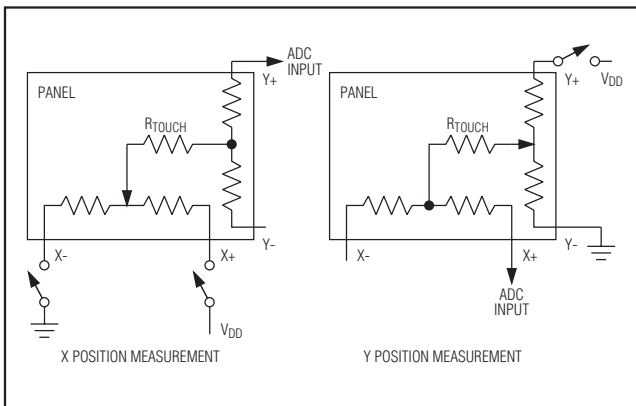 ADC
INPUT
Y+
PANEL
RTOUCH
X-
X+
Y-
VDD
X POSITION MEASUREMENT
Y+
VDD
PANEL
RTOUCH
X-
X+
Y-
ADC
INPUT
Y POSITION MEASUREMENT